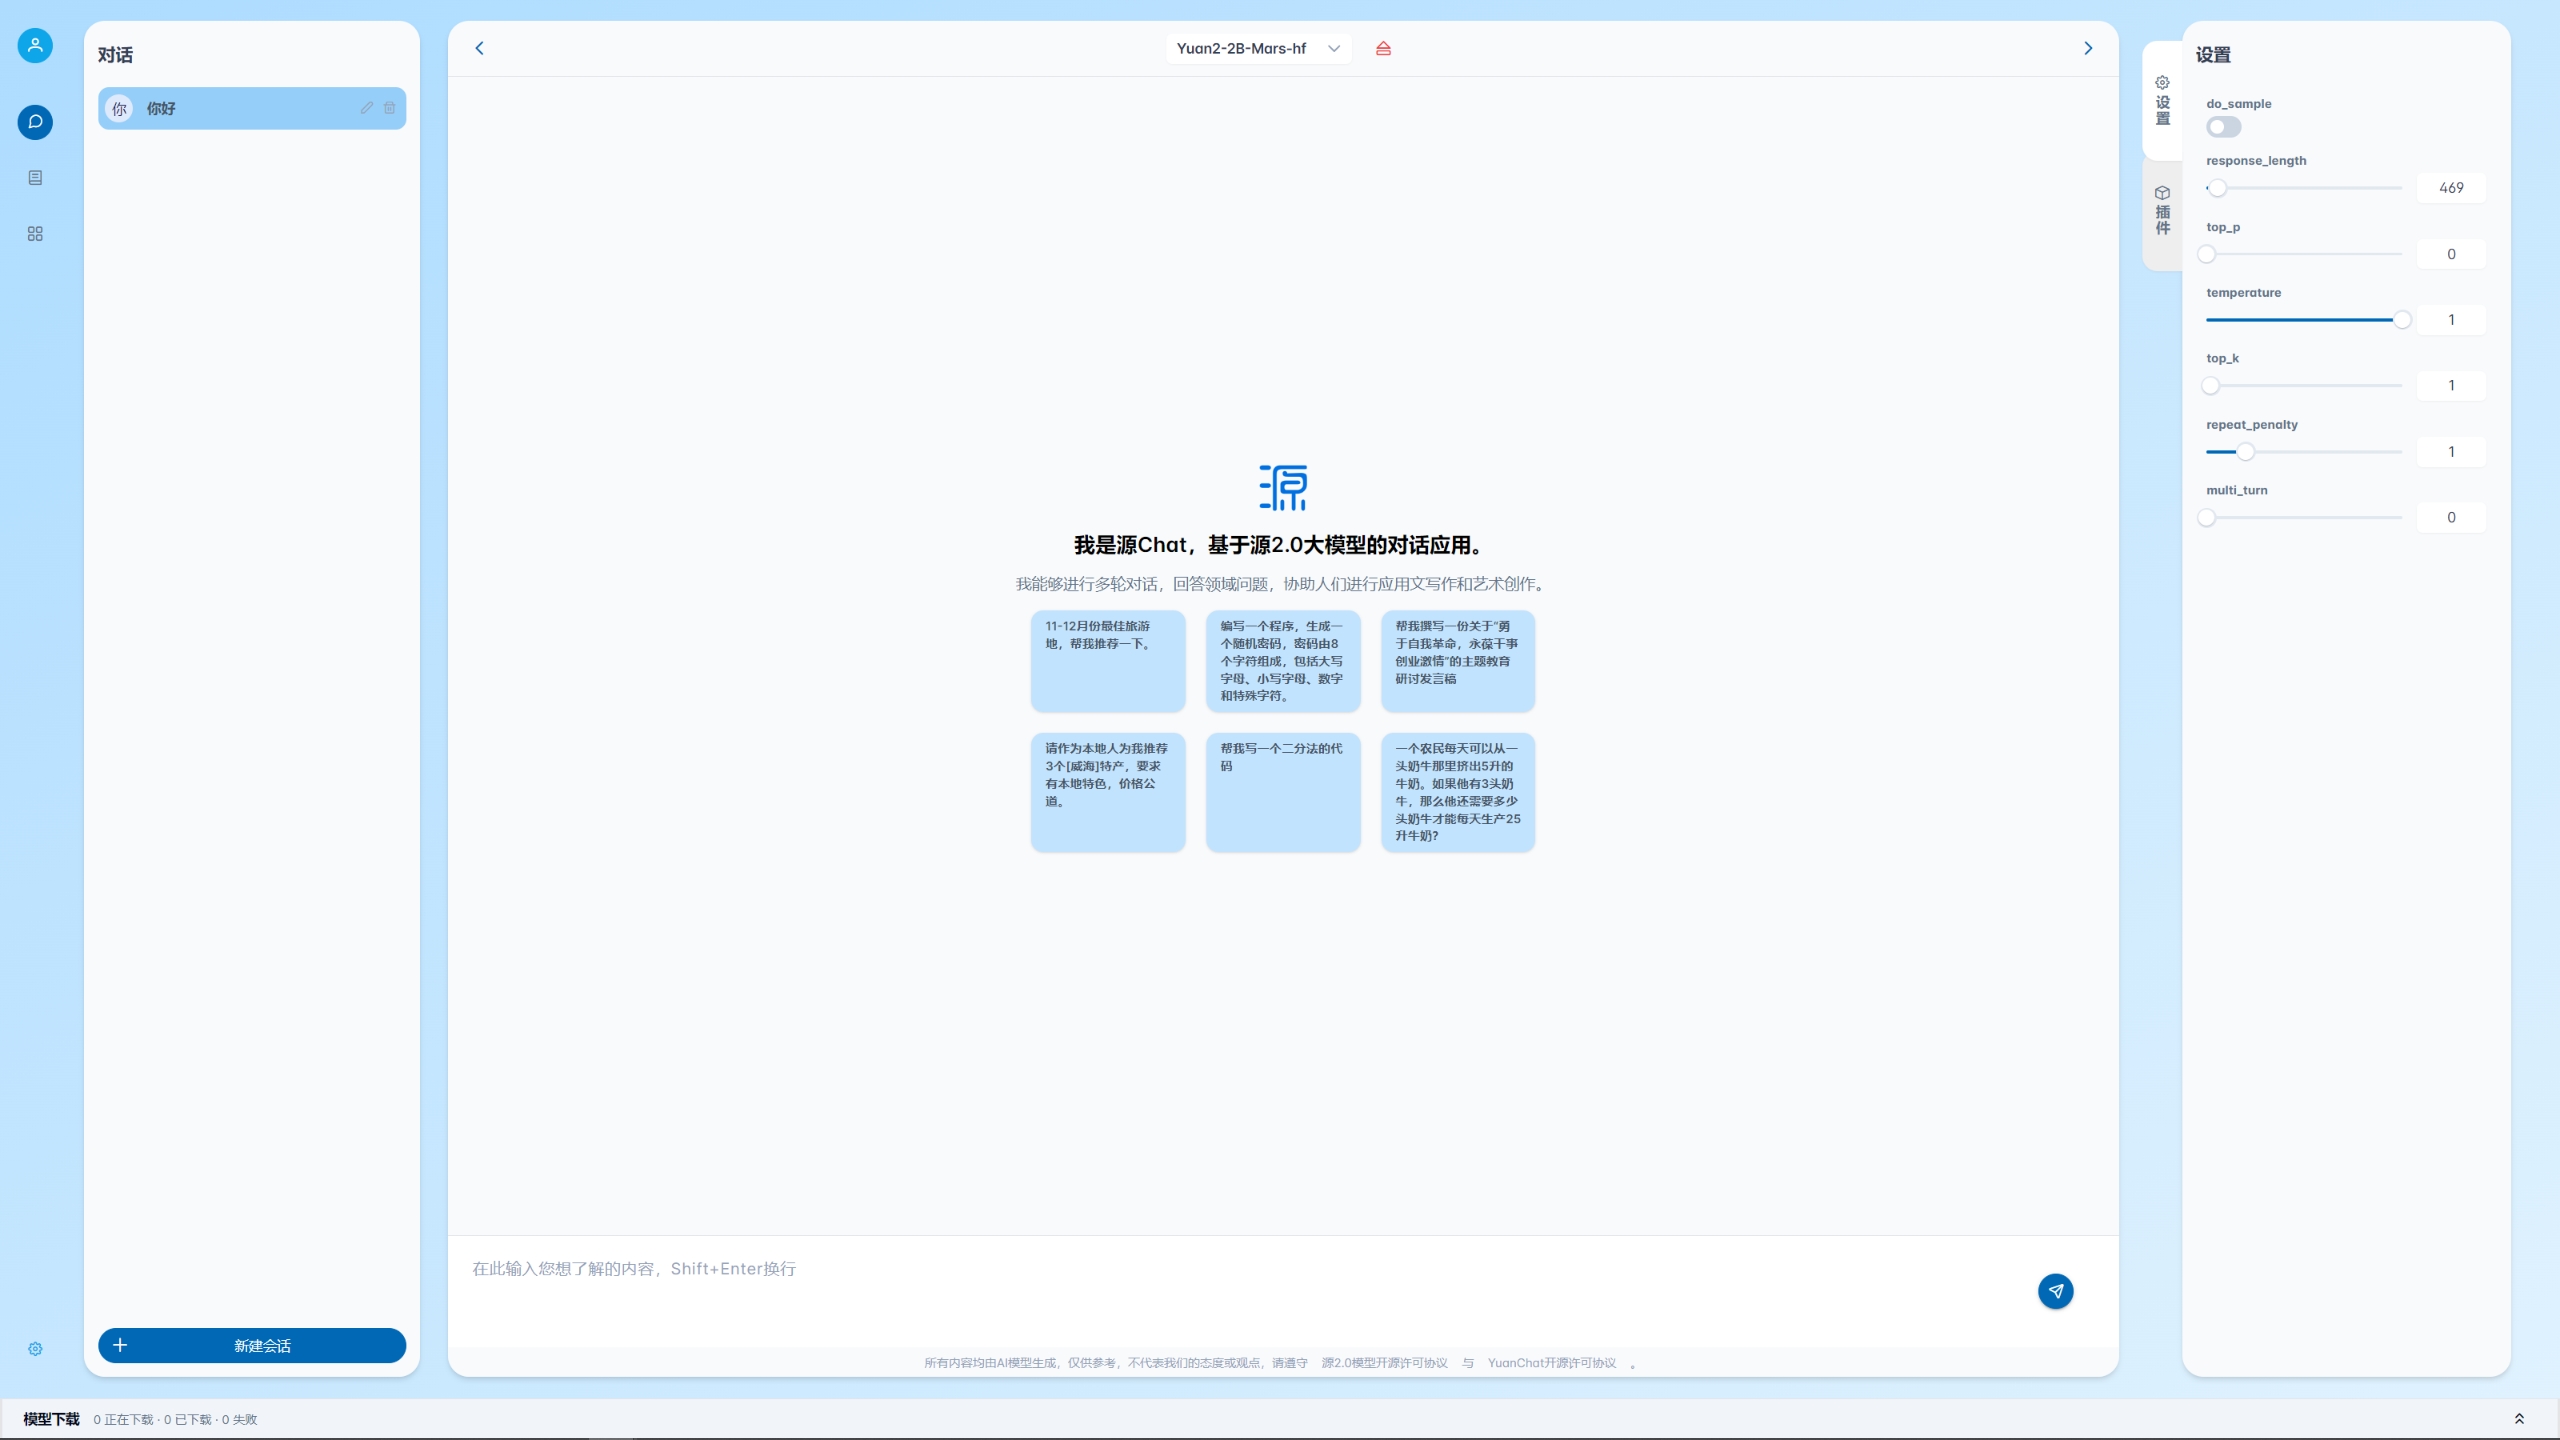 对话
你 你好
新建会话
Yuan2-2B-Mars-hf
源
我是源Chat，基于源2.0大模型的对话应用。
我能够进行多轮对话，回答领域问题，协助人们进行应用文写作和艺术创作。
11-12月份最佳旅游
地，帮我推荐一下。
编写一个程序，生成一
个随机密码，密码由8
个字符组成，包括大写
字母、小写字母、数字
和特殊字符。
帮我撰写一份关于“勇
于自我革命，永葆干事
创业激情”的主题教育
研讨发言稿
请作为本地人为我推荐
3个[威海]特产，要求
有本地特色，价格公
道。
帮我写一个二分法的代
码
一个农民每天可以从一
头奶牛那里挤出5升的
牛奶。如果他有3头奶
牛，那么他还需要多少
头奶牛才能每天生产25
升牛奶?
在此输入您想了解的内容，Shift+Enter换行
所有内容均由AI模型生成，仅供参考，不代表我们的态度或观点，请遵守 源2.0模型开源许可协议 与 YuanChat开源许可协议 。
设置
插件
设置
do_sample
response_length
469
top_p
0
temperature
1
top_k
1
repeat_penalty
1
multi_turn
0
模型下载 0 正在下载 · 0 已下载 · 0 失败